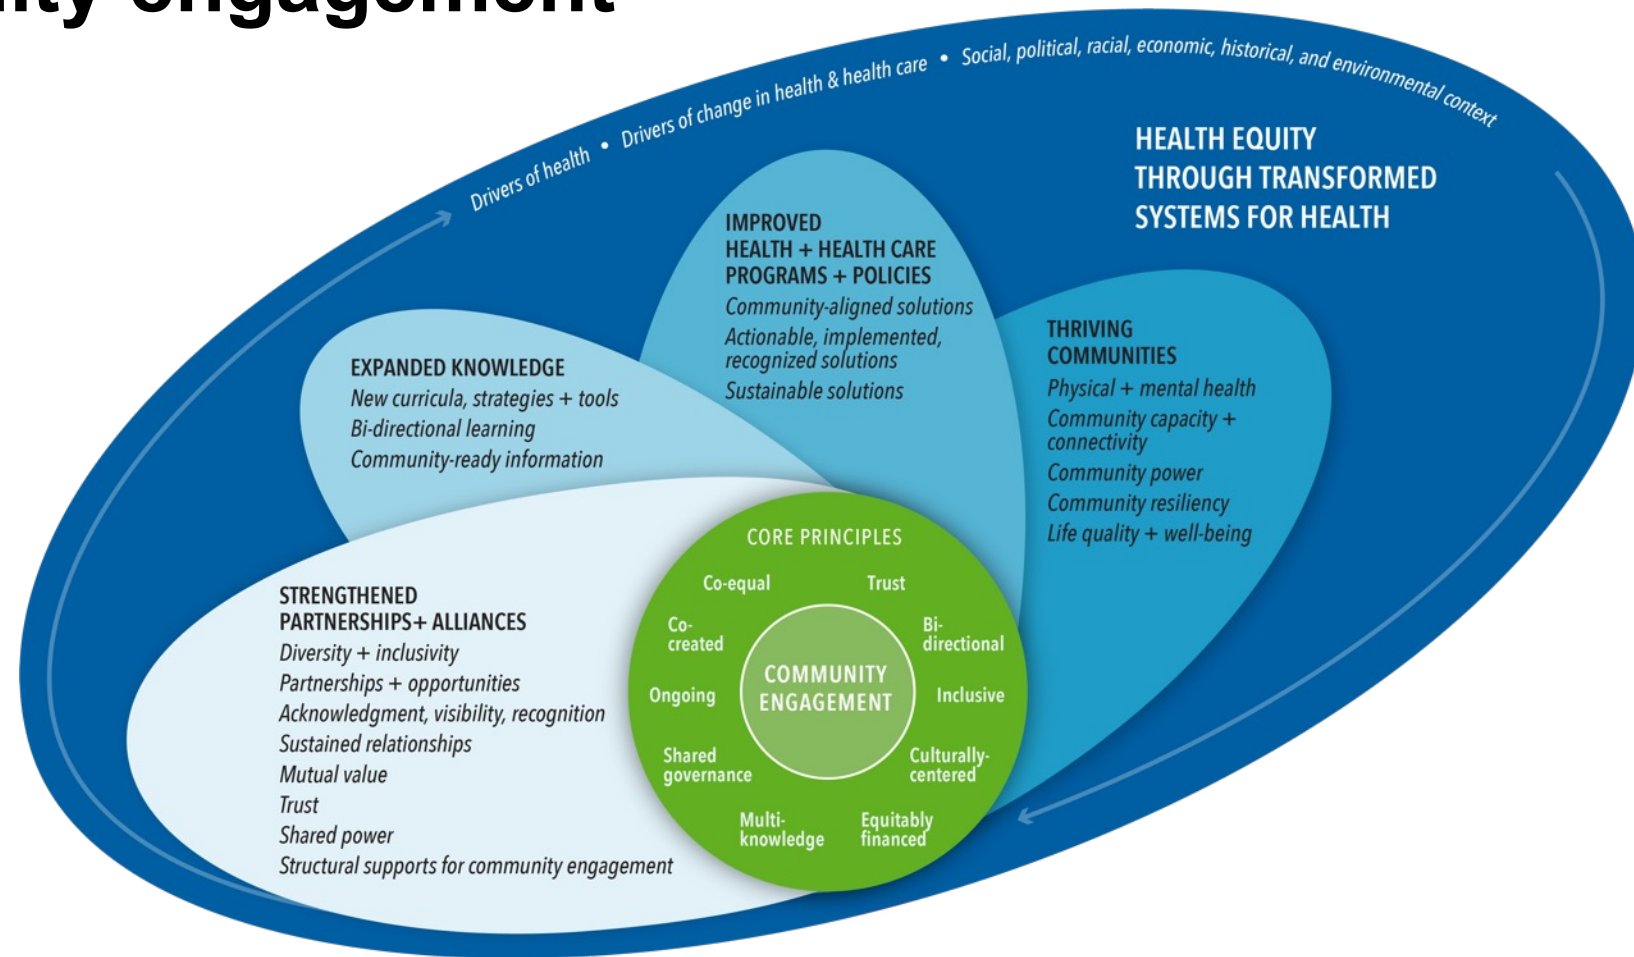 engagement
Drivers of health • Drivers of change in health & health care • Social, political, racial, economic, historical, and environmental context
HEALTH EQUITY
THROUGH TRANSFORMED
SYSTEMS FOR HEALTH
IMPROVED
HEALTH + HEALTH CARE
PROGRAMS + POLICIES
Community-aligned solutions
Actionable, implemented,
recognized solutions
Sustainable solutions
THRIVING
COMMUNITIES
Physical + mental health
Community capacity +
connectivity
Community power
Community resiliency
Life quality + well-being
EXPANDED KNOWLEDGE
New curricula, strategies + tools
Bi-directional learning
Community-ready information
STRENGTHENED
PARTNERSHIPS+ ALLIANCES
Diversity + inclusivity
Partnerships + opportunities
Acknowledgment, visibility, recognition
Sustained relationships
Mutual value
Trust
Shared power
Structural supports for community engagement
CORE PRINCIPLES
Co-equal
Trust
Co-
created
Bi-
directional
Ongoing
Inclusive
Shared
governance
Culturally-
centered
Multi-
knowledge
Equitably
financed
COMMUNITY
ENGAGEMENT